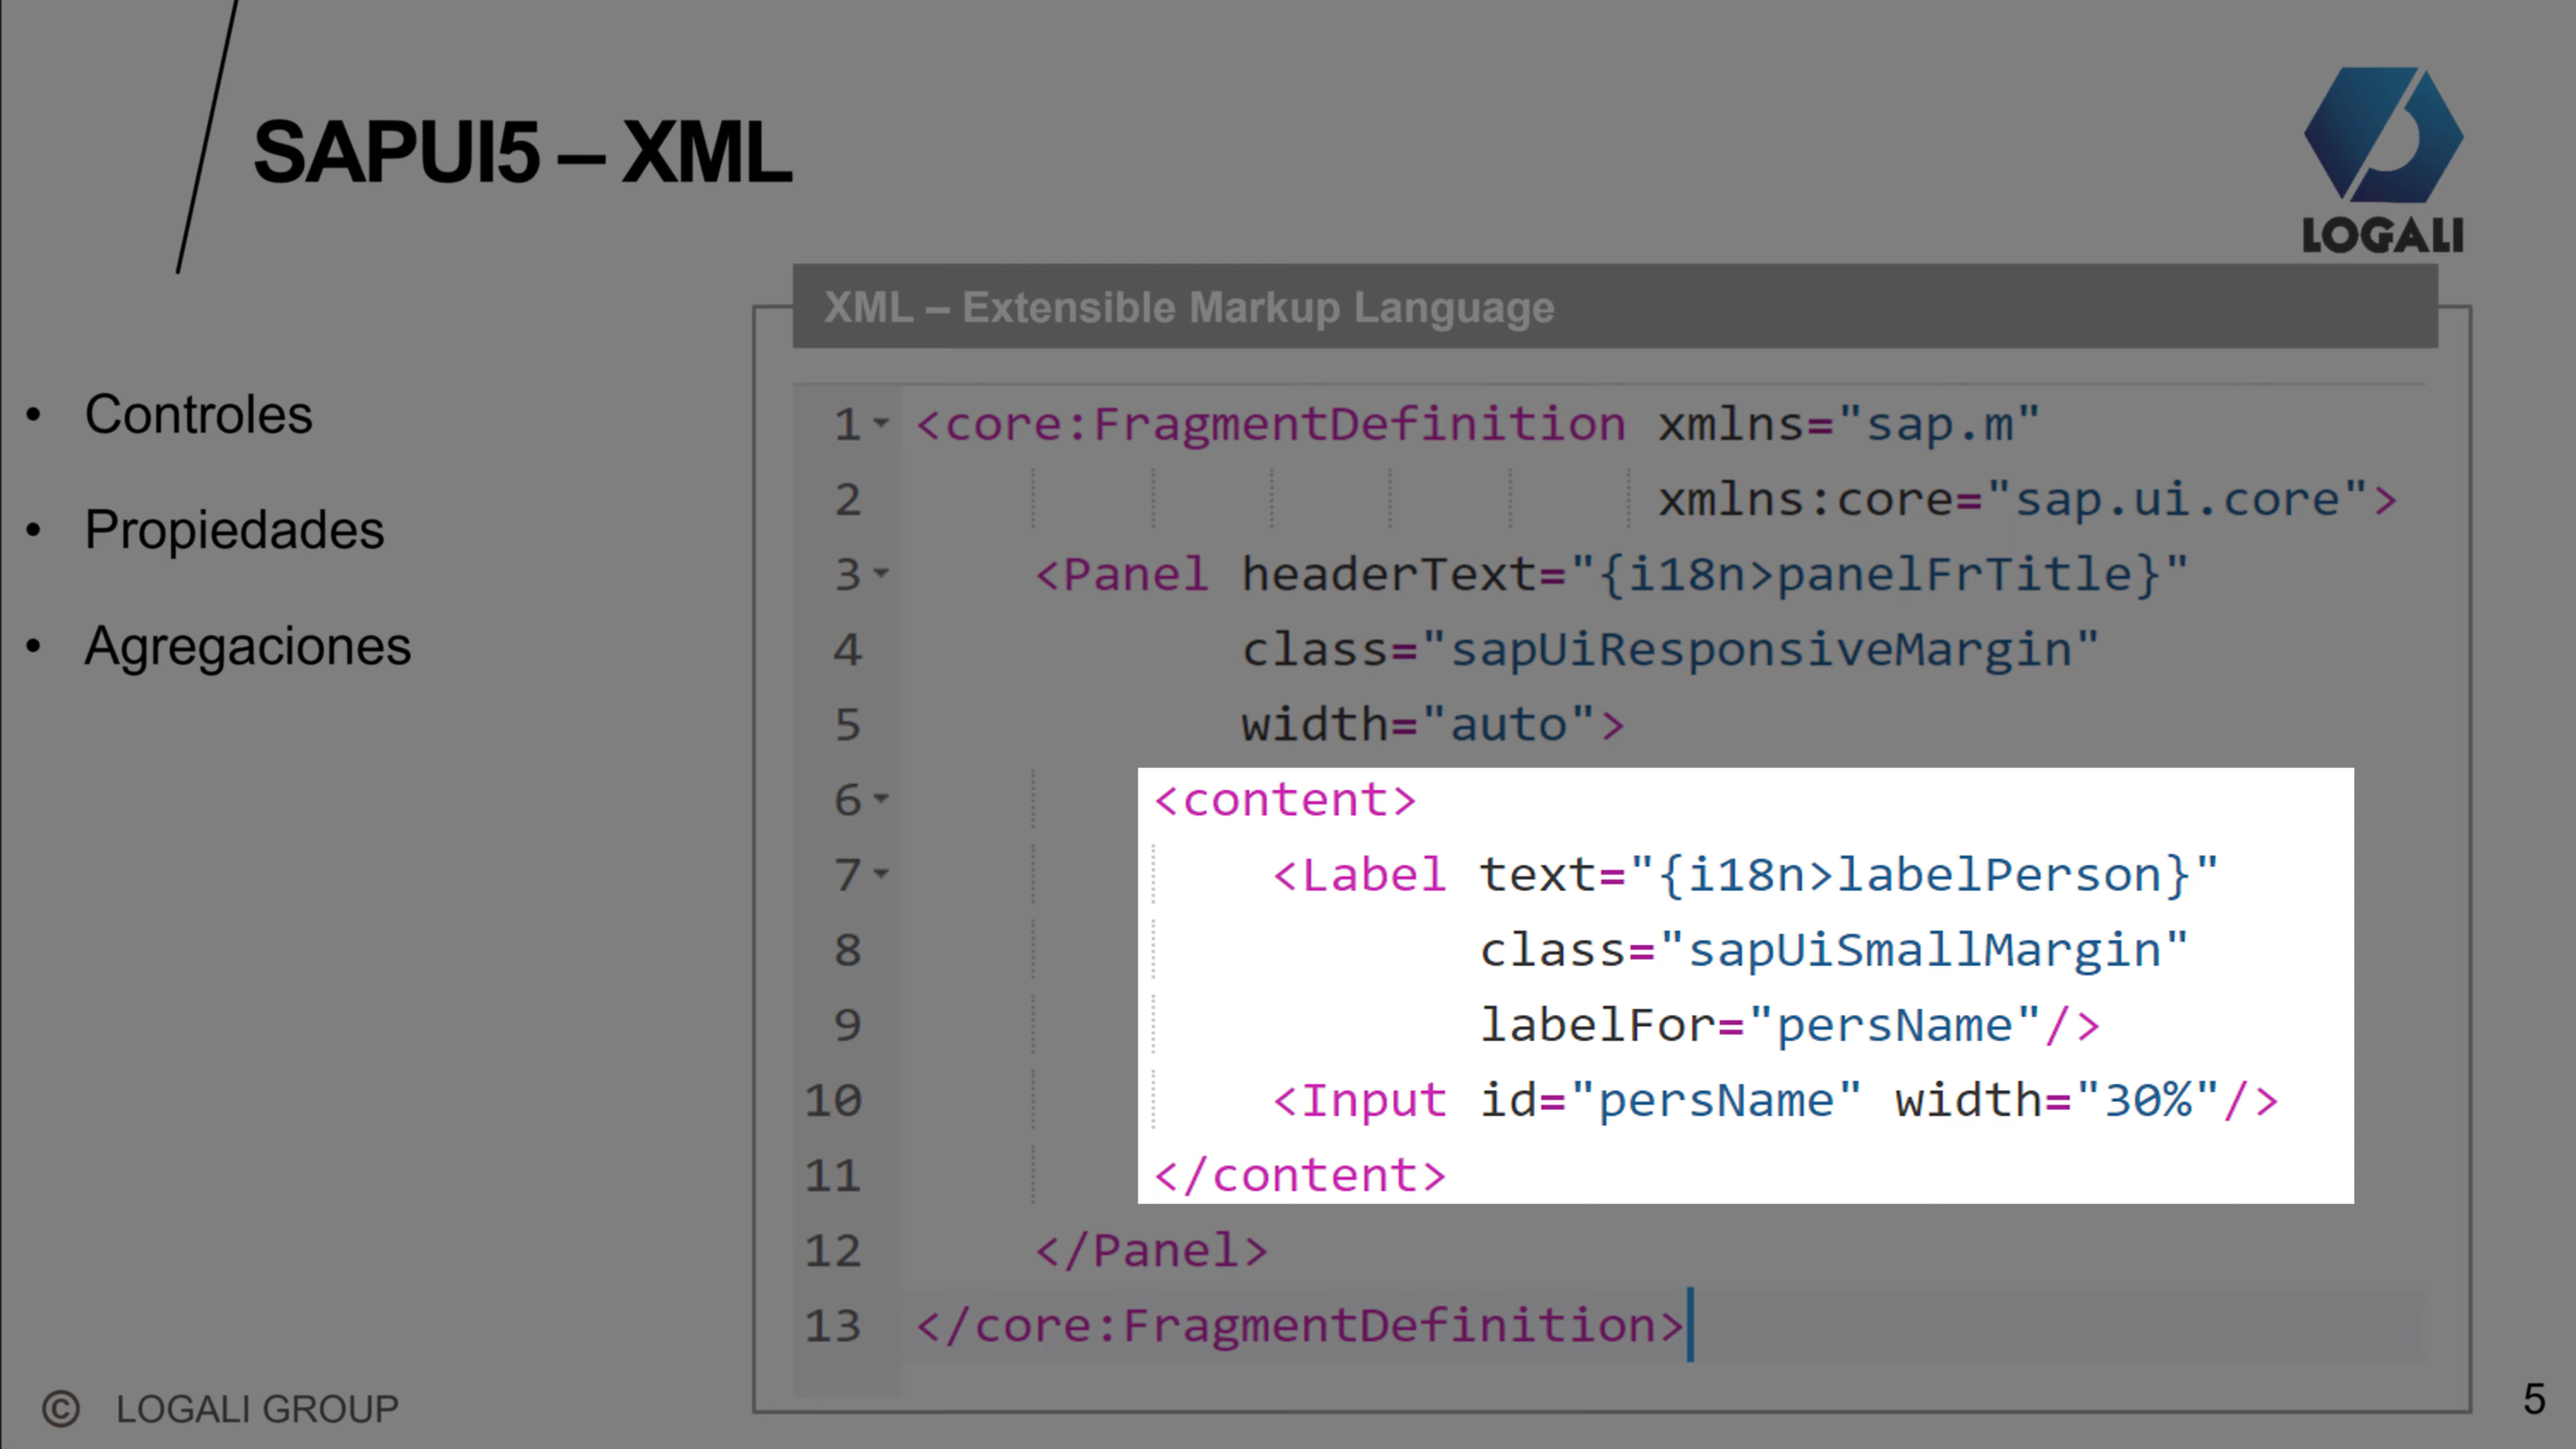 SAPUI5 – XML
LOGALI
XML – Extensible Markup Language
• Controles
• Propiedades
• Agregaciones
1 <core:FragmentDefinition xmlns="sap.m"
2 xmlns:core="sap.ui.core">
3 <Panel headerText="{i18n>panelFrTitle}"
4 class="sapUiResponsiveMargin"
5 width="auto">
6 <content>
7 <Label text="{i18n>labelPerson}"
8 class="sapUiSmallMargin"
9 labelFor="persName"/>
10 <Input id="persName" width="30%"/>
11 </content>
12 </Panel>
13 </core:FragmentDefinition>
© LOGALI GROUP
5